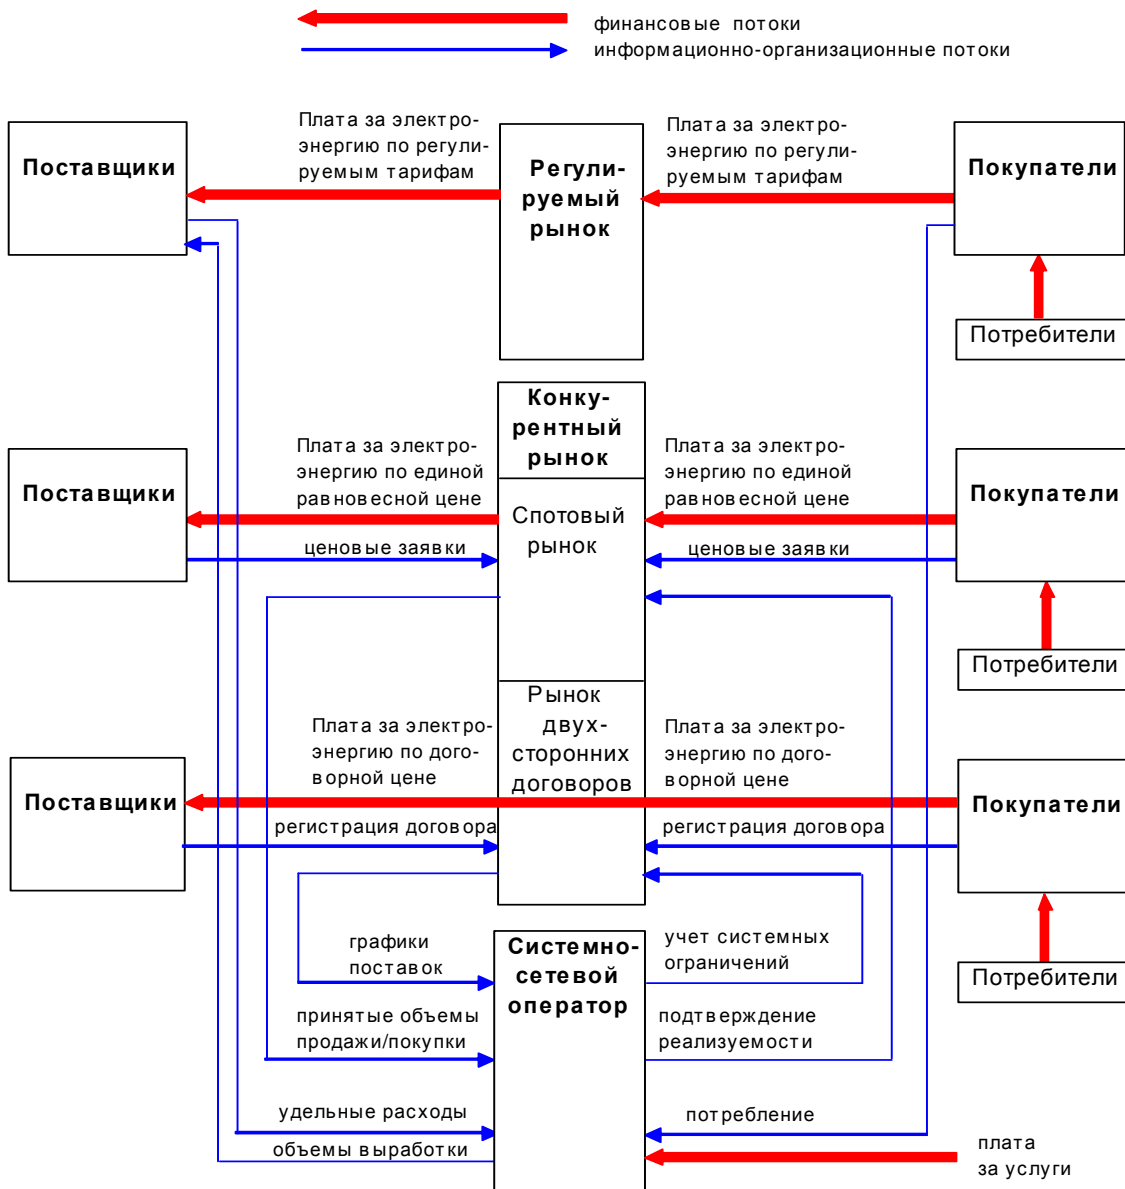 финансовые потоки
информационно-организационные потоки
Поставщики
Плата за электро-
энергию по регули-
руемым тарифам
Регули-
руемый
рынок
Плата за электро-
энергию по регули-
руемым тарифам
Покупатели
Потребители
Поставщики
Плата за электро-
энергию по единой
равновесной цене
ценовые заявки
Конку-
рентный
рынок
Спотовый
рынок
Плата за электро-
энергию по единой
равновесной цене
ценовые заявки
Покупатели
Потребители
Поставщики
Плата за электро-
энергию по дого-
ворной цене
регистрация договора
Рынок
двух-
сторонних
договоров
Плата за электро-
энергию по дого-
ворной цене
регистрация договора
Покупатели
Потребители
графики
поставок
принятые объемы
продажи/покупки
удельные расходы
объемы выработки
Системно-
сетевой
оператор
учет системных
ограничений
подтверждение
реализуемости
потребление
плата
за услуги